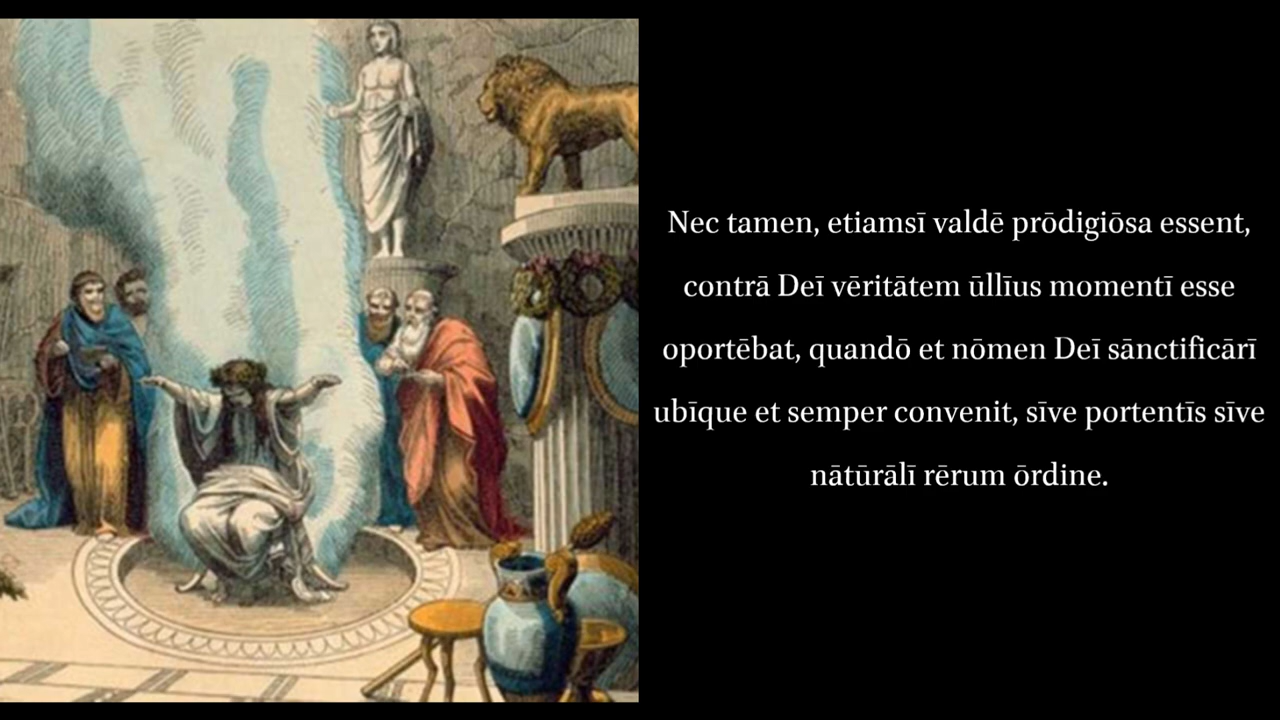 Nec tamen, etiamsī valdē prōdigiōsa essent,
contrā Deī vēritātem ūllīus momentī esse
oportēbat, quandō et nōmen Deī sānctificārī
ubīque et semper convenit, sīve portentīs sīve
nātūrālī rērum ōrdine.